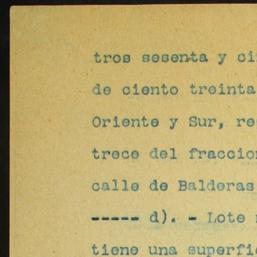 tros sesenta y ci
de ciento treinta
Oriente y Sur, re
trece del fraccion
calle de Balderas
----- d). - Lote
tiene una superfi